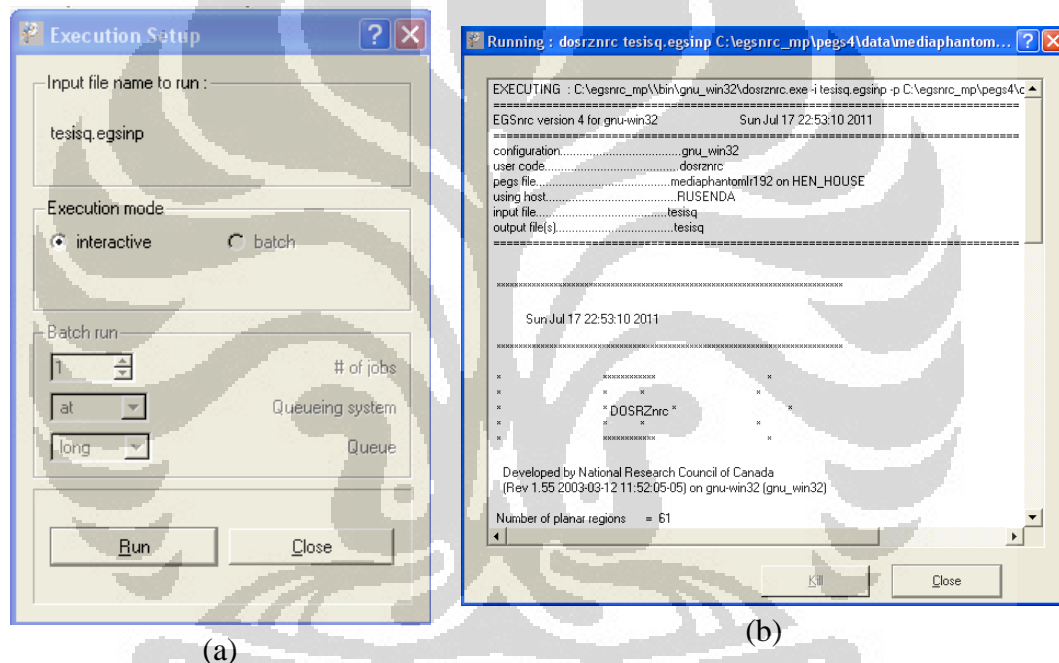 Execution Setup
Input file name to run :
tesisq.egsinp
Execution mode
interactive batch
Batch run
1 # of jobs
at Queueing system
long Queue
Run Close
(a)
Running : dosrznrc tesisq.egsinp C:\egsnrc_mp\pegs4\data\mediaphantom...
EXECUTING : C:\egsnrc_mp\\bin\gnu_win32\dosrznrc.exe -i tesisq.egsinp -p C:\egsnrc_mp\pegs4\c
================================================================================
EGSnrc version 4 for gnu-win32 Sun Jul 17 22:53:10 2011
================================================================================
configuration.......................................gnu_win32
user code.......................................dosrznrc
pegs file...........................................mediaphantomlr192 on HEN_HOUSE
using host..........................................RUSENDA
input file..........................................tesisq
output file(s)......................................tesisq
================================================================================
******************************************************************************
Sun Jul 17 22:53:10 2011
******************************************************************************
* ************ *
* * * *
* * DOSRZnrc * *
* * * *
* ************ *
Developed by National Research Council of Canada
(Rev 1.55 2003-03-12 11:52:05-05) on gnu-win32 (gnu_win32)
Number of planar regions = 61
Kill Close
(b)